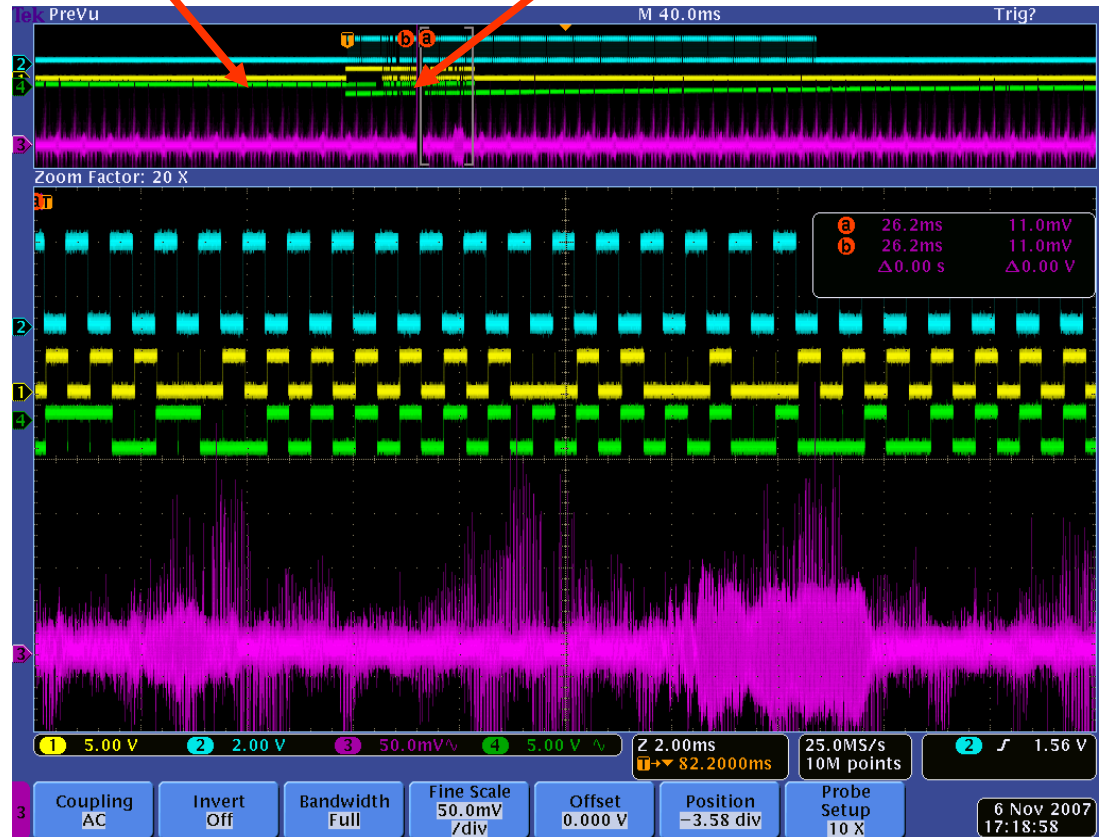 Tek PreVu M 40.0ms Trig?
T b a
2
4
3
Zoom Factor: 20 X
a T
a 26.2ms 11.0mV
b 26.2ms 11.0mV
Δ0.00 s Δ0.00 V
2
1
4
3
1 5.00 V 2 2.00 V 3 50.0mV∿ 4 5.00 V ∿ Z 2.00ms 25.0MS/s 2 ∫ 1.56 V
T→▼ 82.2000ms 10M points
3 Coupling Invert Bandwidth Fine Scale Offset Position Probe
AC Off Full 50.0mV 0.000 V −3.58 div Setup
/div 10 X
6 Nov 2007
17:18:58